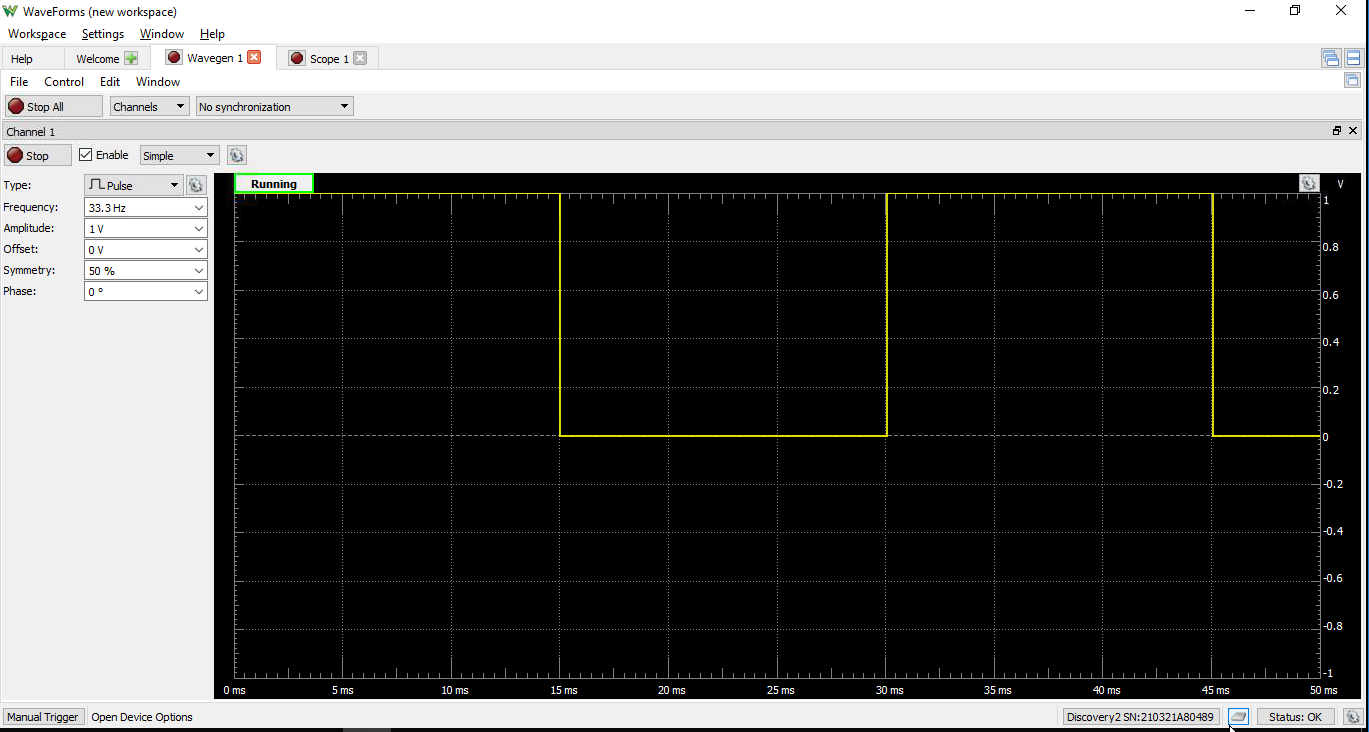 WaveForms (new workspace)
Workspace Settings Window Help
Help Welcome Wavegen 1 Scope 1
File Control Edit Window
Stop All Channels No synchronization
Channel 1
Stop Enable Simple
Type: Pulse
Frequency: 33.3 Hz
Amplitude: 1 V
Offset: 0 V
Symmetry: 50 %
Phase: 0 °
Running V
1
0.8
0.6
0.4
0.2
0
-0.2
-0.4
-0.6
-0.8
-1
0 ms 5 ms 10 ms 15 ms 20 ms 25 ms 30 ms 35 ms 40 ms 45 ms 50 ms
Manual Trigger Open Device Options Discovery2 SN:210321A80489 Status: OK